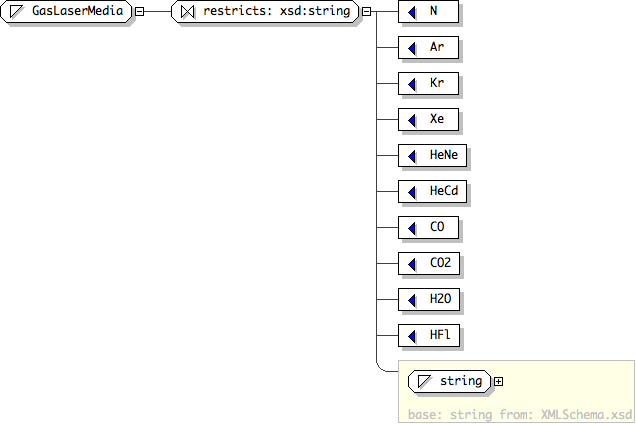 GasLaserMedia
restricts: xsd:string
N
Ar
Kr
Xe
HeNe
HeCd
CO
CO2
H2O
HFl
string
base: string from: XMLSchema.xsd